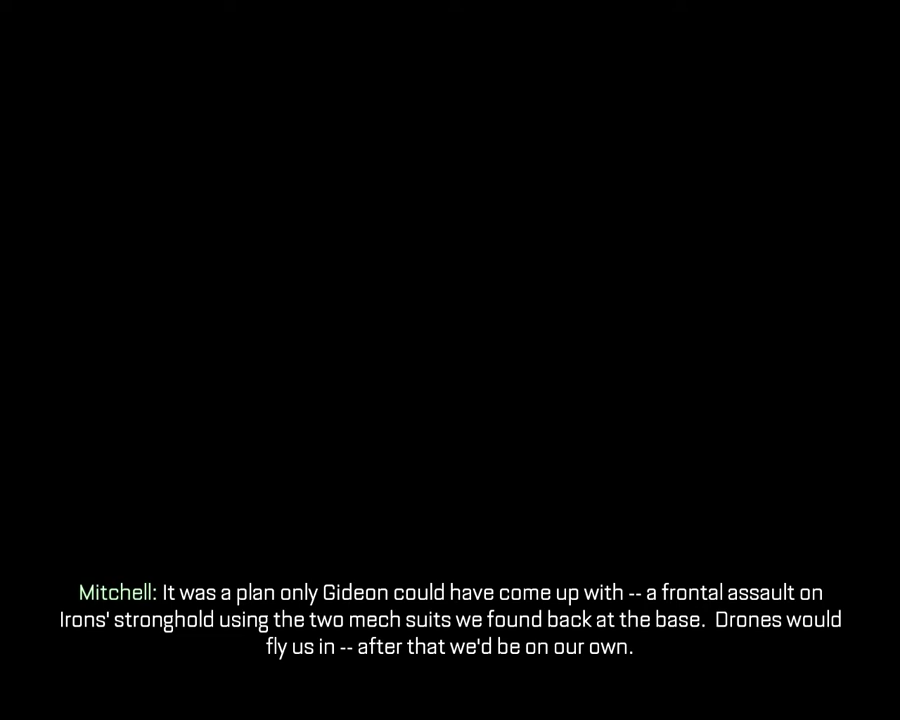 Mitchell: It was a plan only Gideon could have come up with -- a frontal assault on
Irons' stronghold using the two mech suits we found back at the base.  Drones would
fly us in -- after that we'd be on our own.